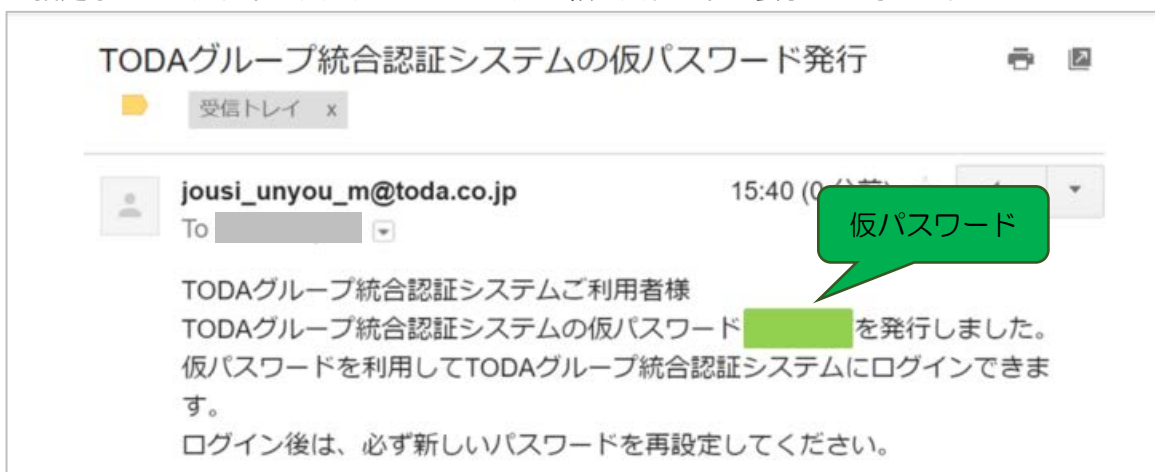 TODAグループ統合認証システムの仮パスワード発行
受信トレイ x
jousi_unyou_m@toda.co.jp 15:40 (0
To
仮パスワード
TODAグループ統合認証システムご利用者様
TODAグループ統合認証システムの仮パスワード を発行しました。
仮パスワードを利用してTODAグループ統合認証システムにログインできま
す。
ログイン後は、必ず新しいパスワードを再設定してください。